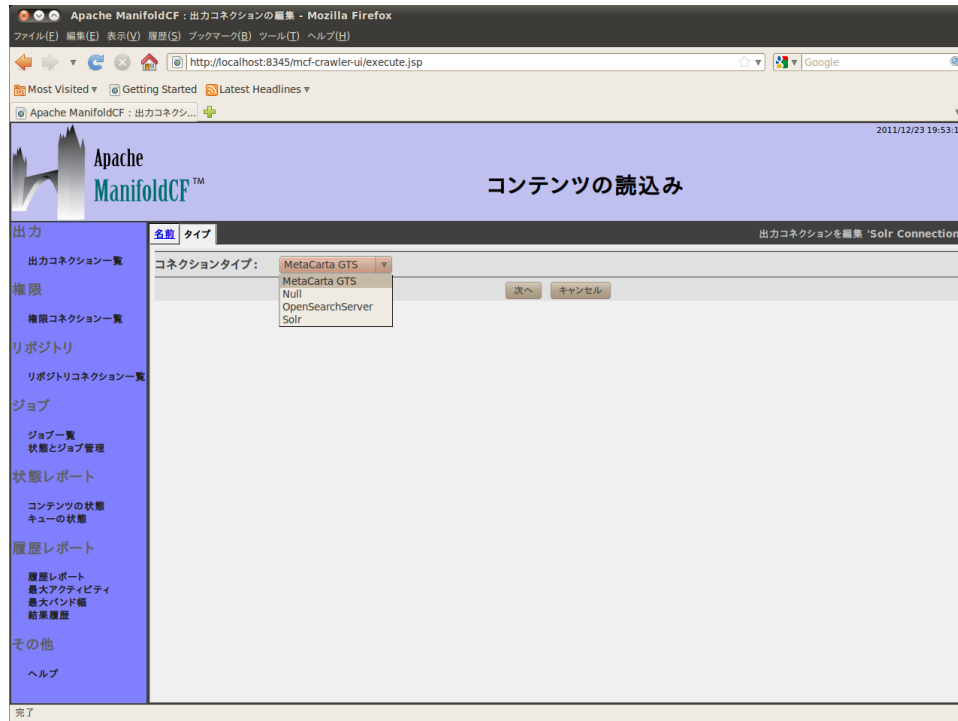 Apache ManifoldCF : 出力コネクションの編集 - Mozilla Firefox
ファイル(F) 編集(E) 表示(V) 履歴(S) ブックマーク(B) ツール(T) ヘルプ(H)
http://localhost:8345/mcf-crawler-ui/execute.jsp
Google
Most Visited
Getting Started
Latest Headlines
Apache ManifoldCF : 出力コネクシ...
2011/12/23 19:53:1
Apache
ManifoldCF™
コンテンツの読込み
出力
出力コネクション一覧
権限
権限コネクション一覧
リポジトリ
リポジトリコネクション一覧
ジョブ
ジョブ一覧
状態とジョブ管理
状態レポート
コンテンツの状態
キューの状態
履歴レポート
履歴レポート
最大アクティビティ
最大バンド幅
結果履歴
その他
ヘルプ
名前 タイプ
出力コネクションを編集 'Solr Connection
コネクションタイプ :
MetaCarta GTS
MetaCarta GTS
Null
OpenSearchServer
Solr
次へ キャンセル
完了